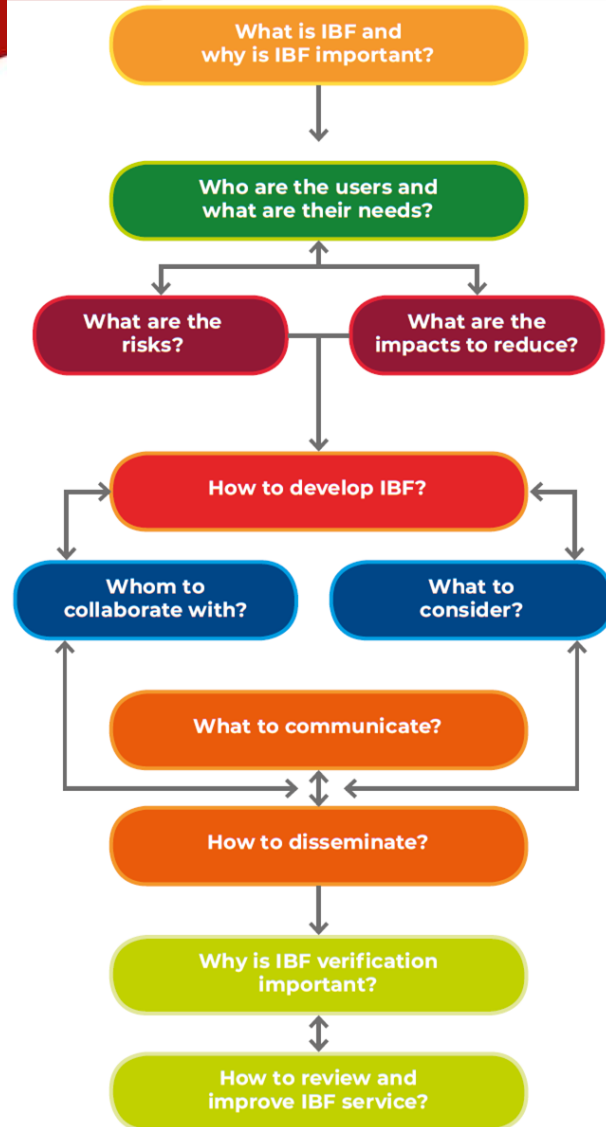 What is IBF and
why is IBF important?
Who are the users and
what are their needs?
What are the
risks?
What are the
impacts to reduce?
How to develop IBF?
Whom to
collaborate with?
What to
consider?
What to communicate?
How to disseminate?
Why is IBF verification
important?
How to review and
improve IBF service?